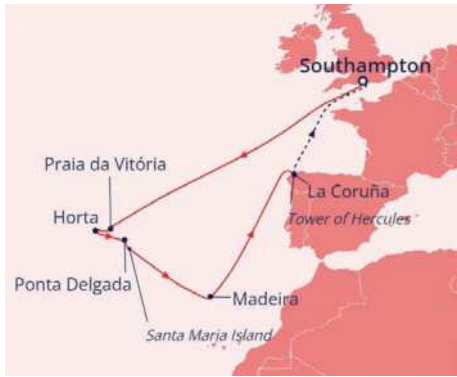 Southampton
Praia da Vitória
Horta
La Coruña
Tower of Hercules
Ponta Delgada
Madeira
Santa Maria Island